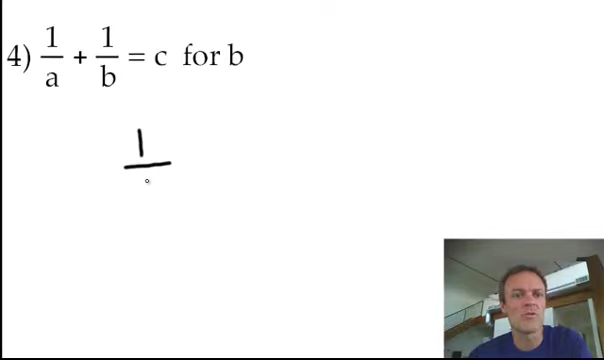 4) 1/a + 1/b = c for b
1